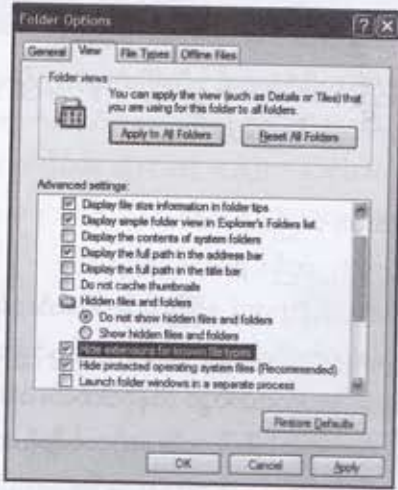 Folder Options
General View File Types Offline Files
Folder views
You can apply the view (such as Details or Tiles) that
you are using for this folder to all folders.
Apply to All Folders Reset All Folders
Advanced settings:
Display file size information in folder tips
Display simple folder view in Explorer's Folders list
Display the contents of system folders
Display the full path in the address bar
Display the full path in the title bar
Do not cache thumbnails
Hidden files and folders
Do not show hidden files and folders
Show hidden files and folders
Hide extensions for known file types
Hide protected operating system files (Recommended)
Launch folder windows in a separate process
Restore Defaults
OK Cancel Apply